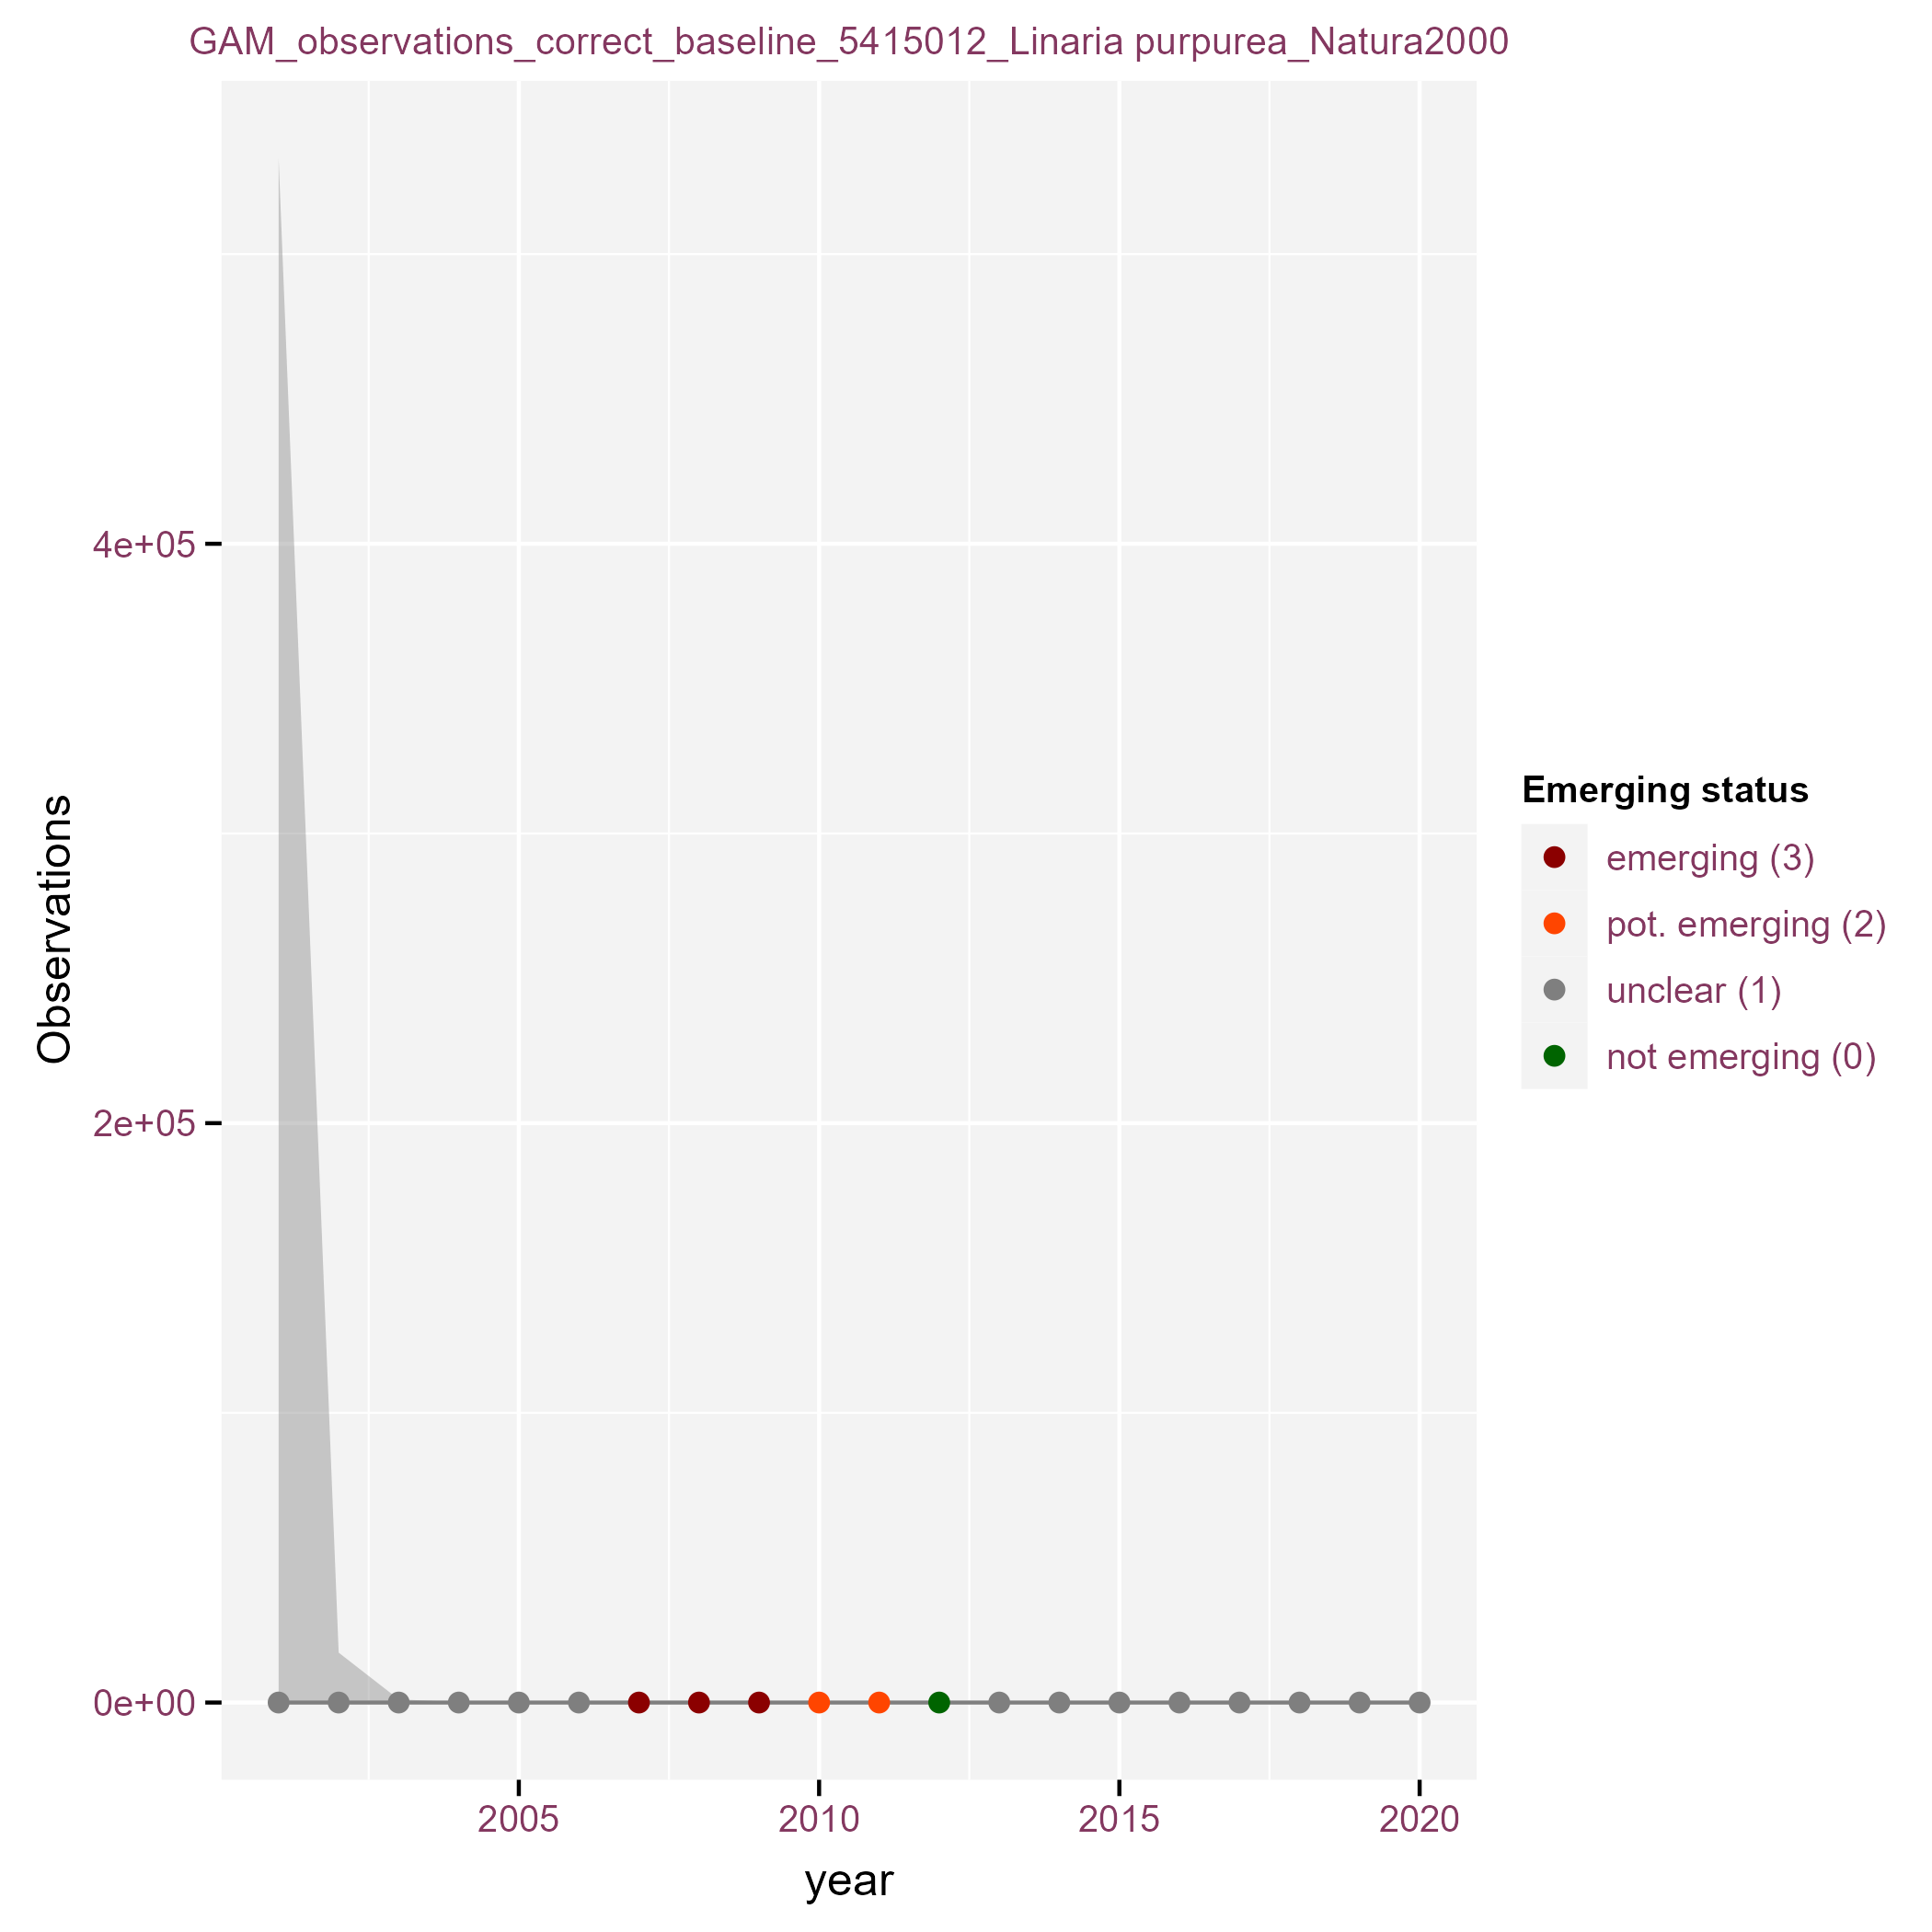 GAM_observations_correct_baseline_5415012_Linaria purpurea_Natura2000
Observations
4e+05
2e+05
0e+00
2005
2010
2015
2020
year
Emerging status
emerging (3)
pot. emerging (2)
unclear (1)
not emerging (0)